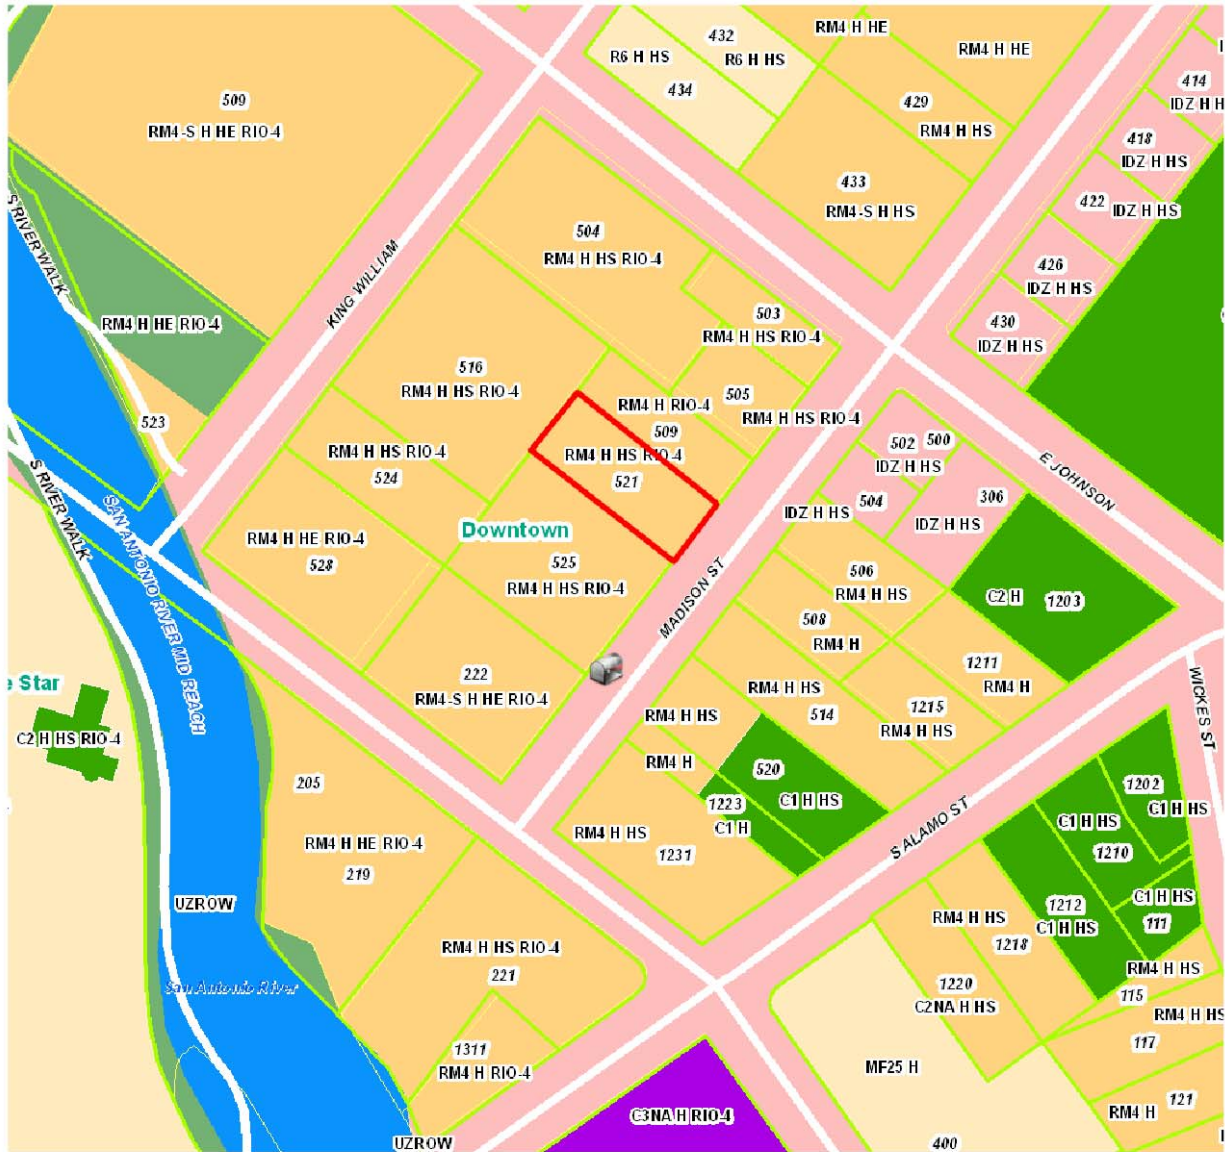 432
R6 H HS
R6 H HS
434
RM4 H HE
RM4 H HE
414
IDZ H H
509
RM4-S H HE RIO-4
429
RM4 H HS
418
IDZ H HS
433
RM4-S H HS
422
IDZ H HS
S RIVER WALK
KING WILLIAM
504
RM4 H HS RIO-4
426
IDZ H HS
RM4 H HE RIO-4
503
RM4 H HS RIO-4
430
IDZ H HS
516
RM4 H HS RIO-4
523
RM4 H RIO-4
505
509
RM4 H HS RIO-4
RM4 H HS RIO-4
524
RM4 H HS RIO-4
521
502
500
IDZ H HS
E JOHNSON
S RIVER WALK
SAN ANTONIO RIVER MID REACH
IDZ H HS
504
306
IDZ H HS
RM4 H HE RIO-4
528
Downtown
525
RM4 H HS RIO-4
MADISON ST
506
RM4 H HS
C2 H
1203
508
RM4 H
1211
RM4 H
222
RM4-S H HE RIO-4
RM4 H HS
514
1215
RM4 H HS
WICKES ST
e Star
C2 H HS RIO-4
RM4 H HS
RM4 H
520
C1 H HS
1223
C1 H
1202
C1 H HS
205
RM4 H HE RIO-4
219
RM4 H HS
1231
S ALAMO ST
C1 H HS
1210
C1 H HS
111
1212
C1 H HS
UZROW
RM4 H HS
1218
RM4 H HS RIO-4
221
RM4 H HS
115
San Antonio River
1220
C2NA H HS
RM4 H HS
117
1311
RM4 H RIO-4
MF25 H
121
RM4 H
C3NA H RIO-4
UZROW
400